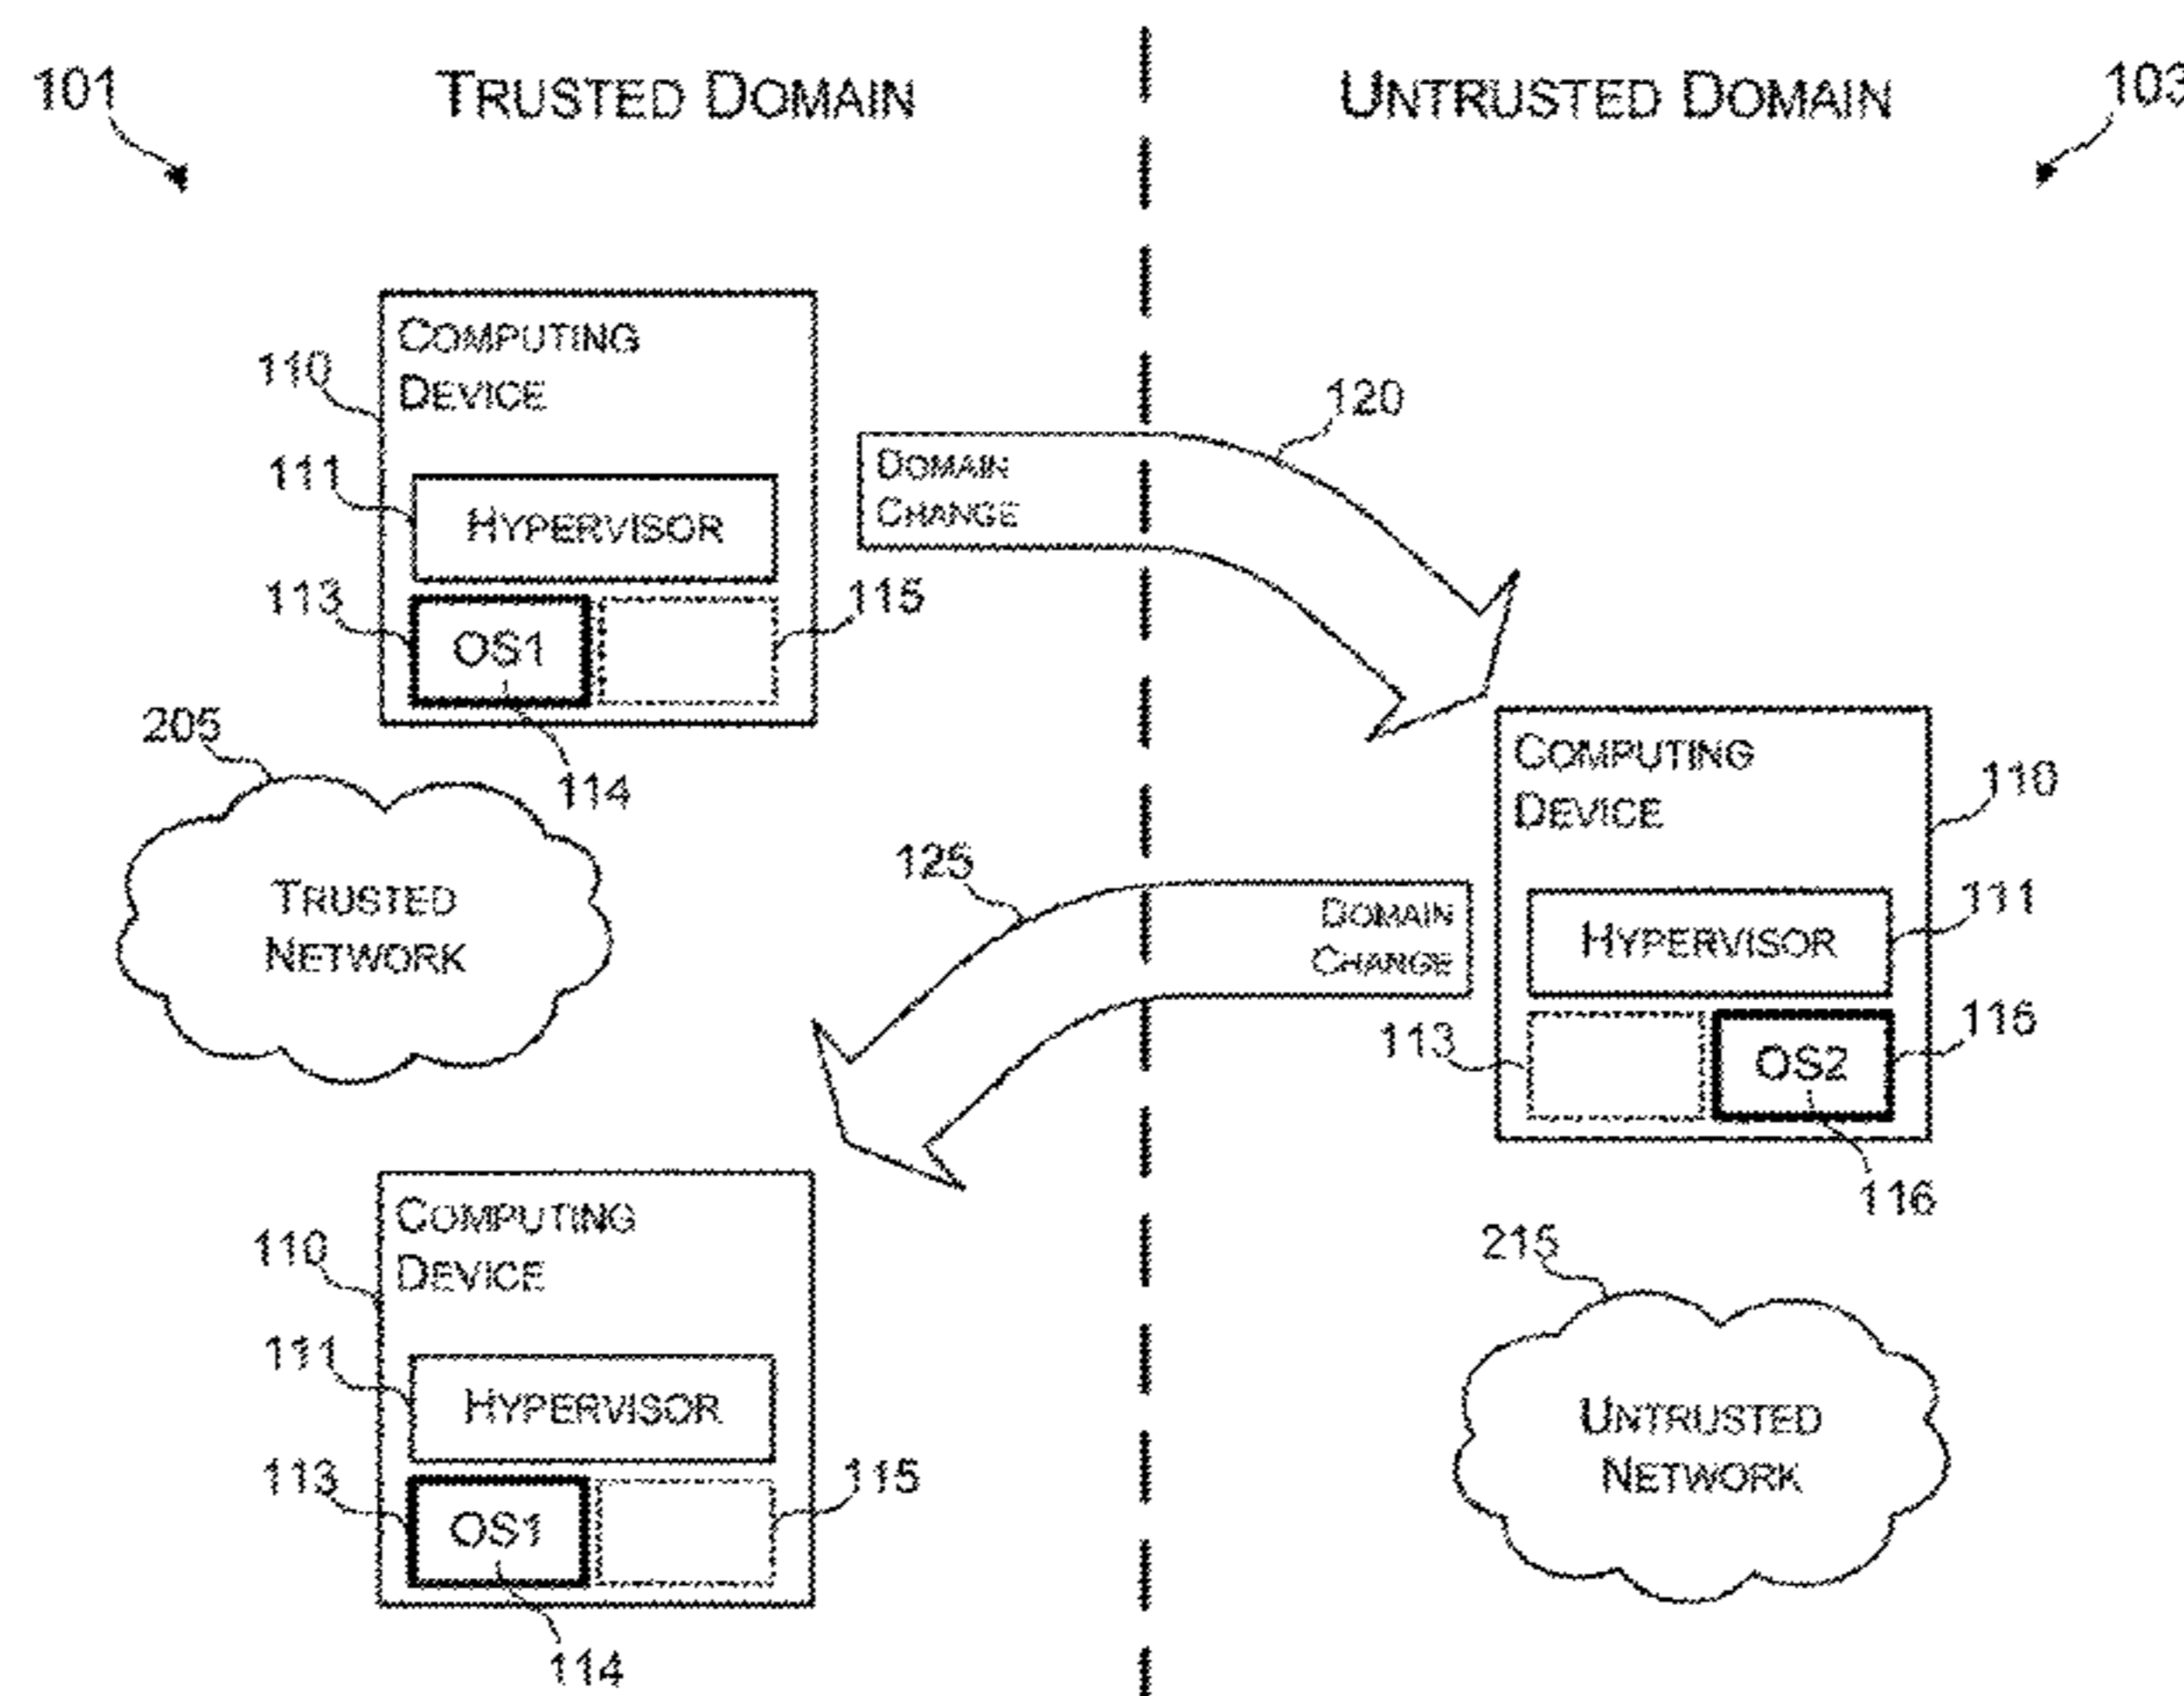 101
TRUSTED DOMAIN
UNTRUSTED DOMAIN
103
COMPUTING
DEVICE
110
111
HYPERVISOR
113
OS1
115
114
DOMAIN
CHANGE
120
205
TRUSTED
NETWORK
COMPUTING
DEVICE
110
HYPERVISOR
111
113
OS2
115
116
125
DOMAIN
CHANGE
COMPUTING
DEVICE
110
111
HYPERVISOR
113
OS1
115
114
215
UNTRUSTED
NETWORK